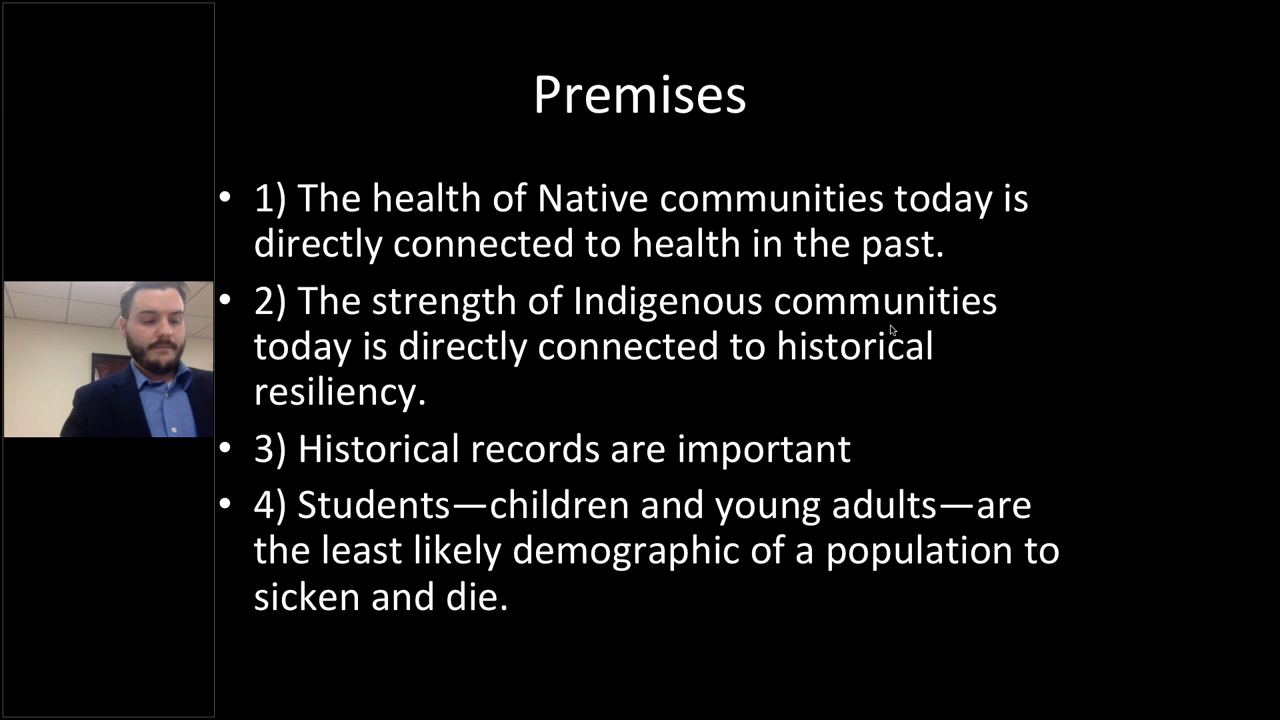 Premises
• 1) The health of Native communities today is
directly connected to health in the past.
• 2) The strength of Indigenous communities
today is directly connected to historical
resiliency.
• 3) Historical records are important
• 4) Students—children and young adults—are
the least likely demographic of a population to
sicken and die.